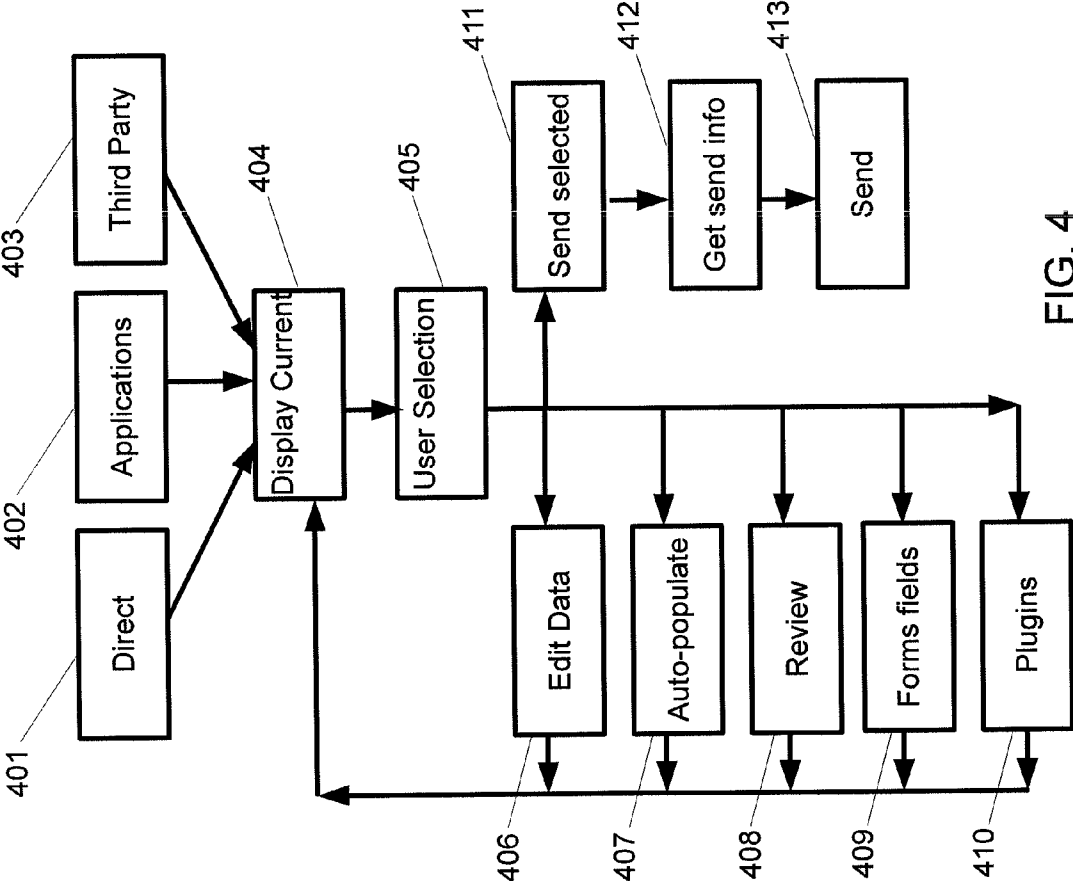 403
Third Party
402
Applications
401
Direct
404
Display Current
405
User Selection
411
Send selected
412
Get send info
413
Send
406
Edit Data
407
Auto-populate
408
Review
409
Forms fields
410
Plugins
FIG. 4